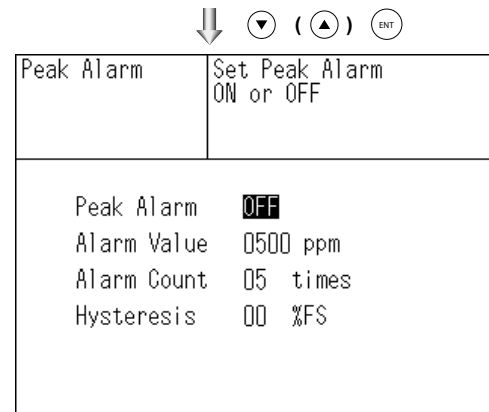 ENT
Peak Alarm
Set Peak Alarm
ON or OFF
Peak Alarm OFF
Alarm Value 0500 ppm
Alarm Count 05 times
Hysteresis 00 %FS